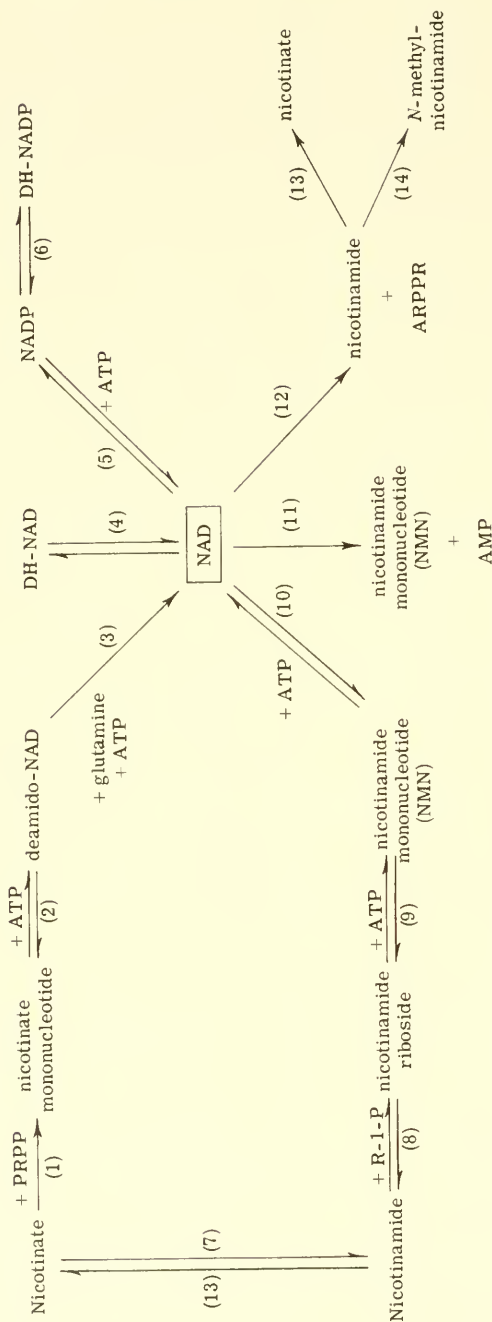 Nicotinate
+ PRPP
(1)
nicotinate
mononucleotide
+ ATP
(2)
deamido-NAD
+ glutamine
+ ATP
(3)
DH-NAD
(4)
NADP
(6)
DH-NADP
(5)
+ ATP
NAD
(13)
(7)
Nicotinamide
+ R-1-P
(8)
nicotinamide
riboside
+ ATP
(9)
nicotinamide
mononucleotide
(NMN)
+ ATP
(10)
(11)
nicotinamide
mononucleotide
(NMN)
+
AMP
(12)
nicotinamide
+
ARPPR
(13)
nicotinate
(14)
N-methyl-
nicotinamide